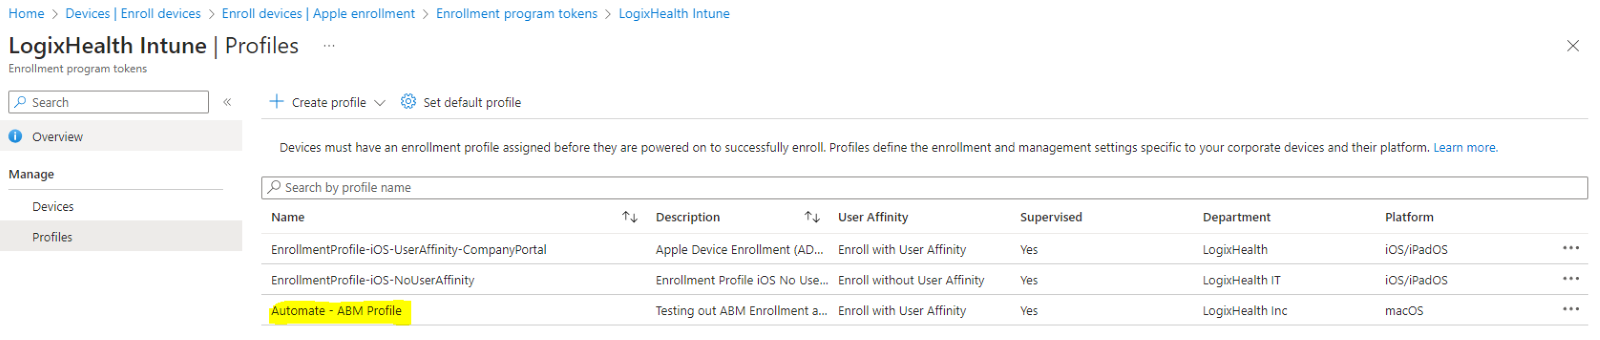 Home > Devices | Enroll devices > Enroll devices | Apple enrollment > Enrollment program tokens > LogixHealth Intune
LogixHealth Intune | Profiles ...
Enrollment program tokens
Search
Create profile
Set default profile
Overview
Devices must have an enrollment profile assigned before they are powered on to successfully enroll. Profiles define the enrollment and management settings specific to your corporate devices and their platform. Learn more.
Manage
Search by profile name
Devices
Profiles
Name Description User Affinity Supervised Department Platform
EnrollmentProfile-iOS-UserAffinity-CompanyPortal Apple Device Enrollment (AD... Enroll with User Affinity Yes LogixHealth iOS/iPadOS ...
EnrollmentProfile-iOS-NoUserAffinity Enrollment Profile iOS No Use... Enroll without User Affinity Yes LogixHealth IT iOS/iPadOS ...
Automate - ABM Profile Testing out ABM Enrollment a... Enroll with User Affinity Yes LogixHealth Inc macOS ...